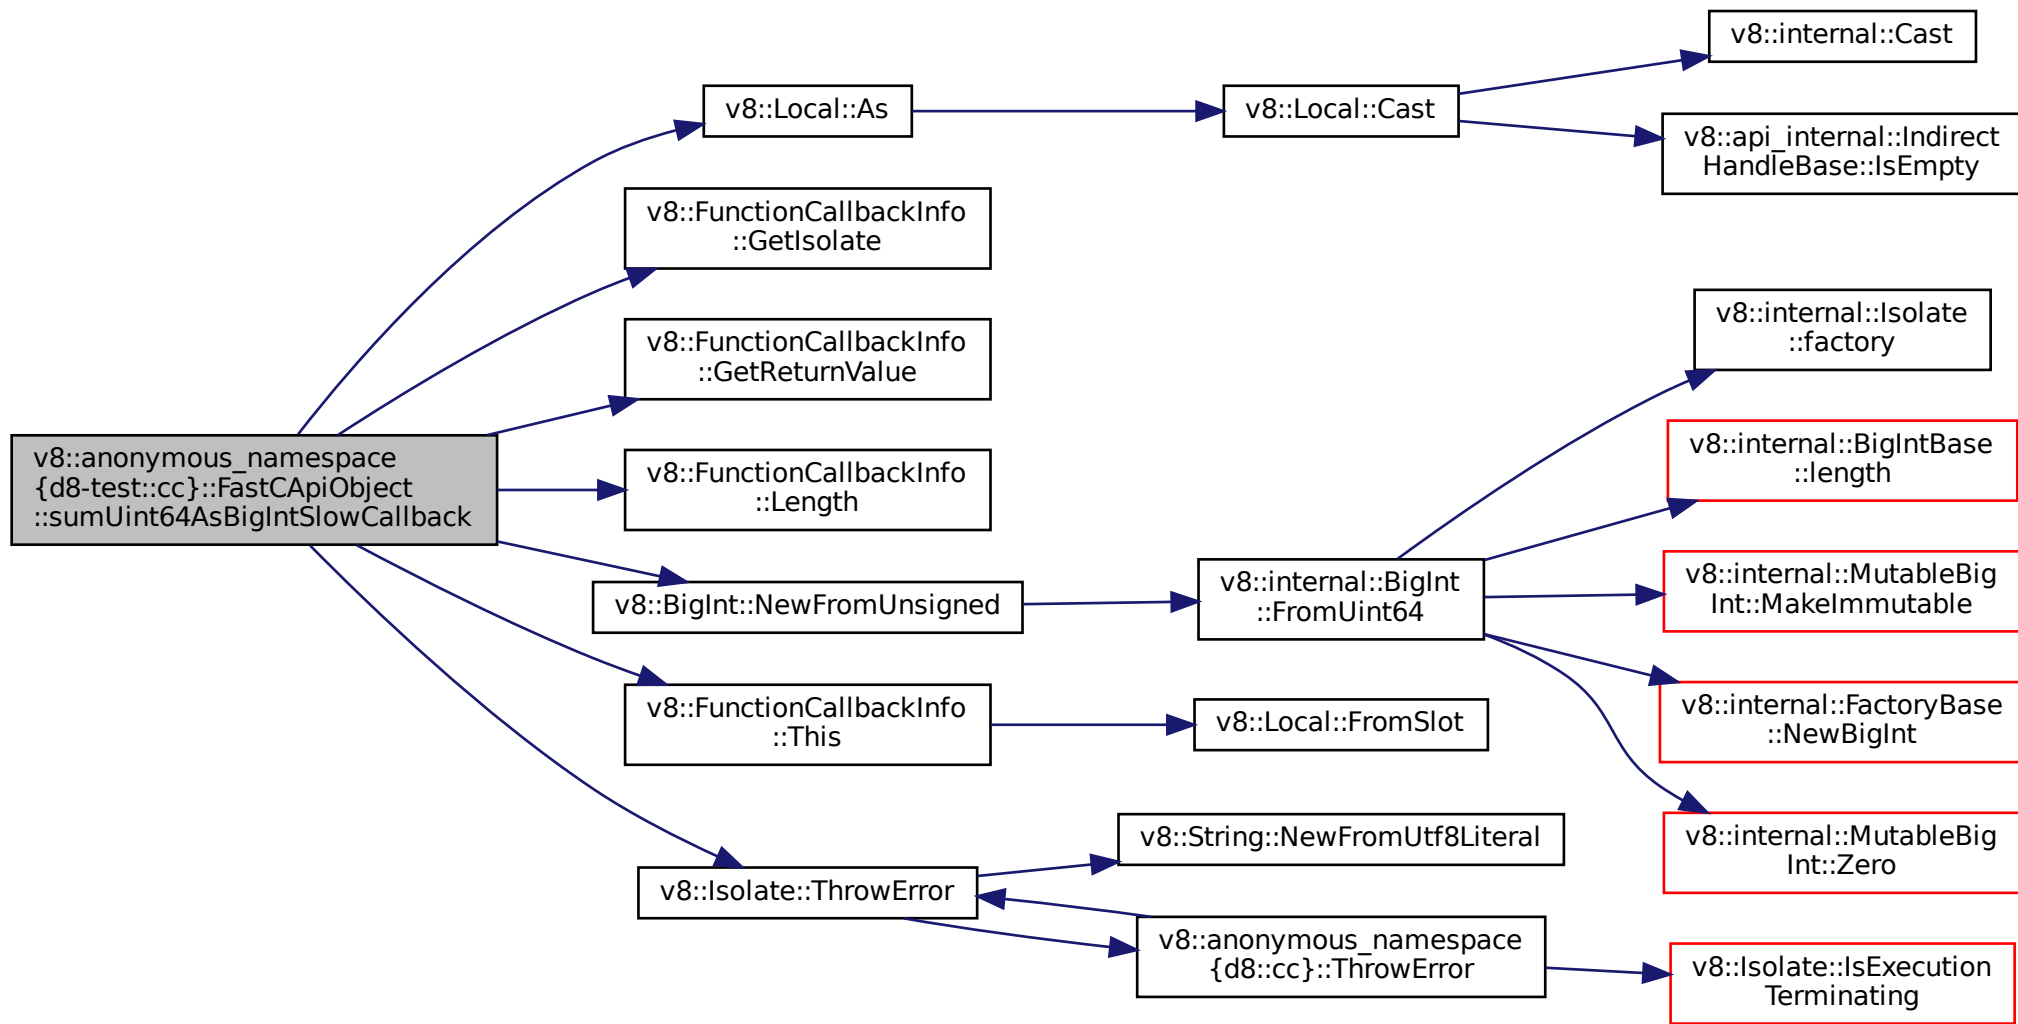 v8::anonymous_namespace
{d8-test::cc}::FastCApiObject
::sumUint64AsBigIntSlowCallback
v8::Local::As
v8::Local::Cast
v8::internal::Cast
v8::api_internal::Indirect
HandleBase::IsEmpty
v8::FunctionCallbackInfo
::GetIsolate
v8::FunctionCallbackInfo
::GetReturnValue
v8::FunctionCallbackInfo
::Length
v8::BigInt::NewFromUnsigned
v8::internal::BigInt
::FromUint64
v8::internal::Isolate
::factory
v8::internal::BigIntBase
::length
v8::internal::MutableBig
Int::MakeImmutable
v8::internal::FactoryBase
::NewBigInt
v8::internal::MutableBig
Int::Zero
v8::FunctionCallbackInfo
::This
v8::Local::FromSlot
v8::Isolate::ThrowError
v8::String::NewFromUtf8Literal
v8::anonymous_namespace
{d8::cc}::ThrowError
v8::Isolate::IsExecution
Terminating